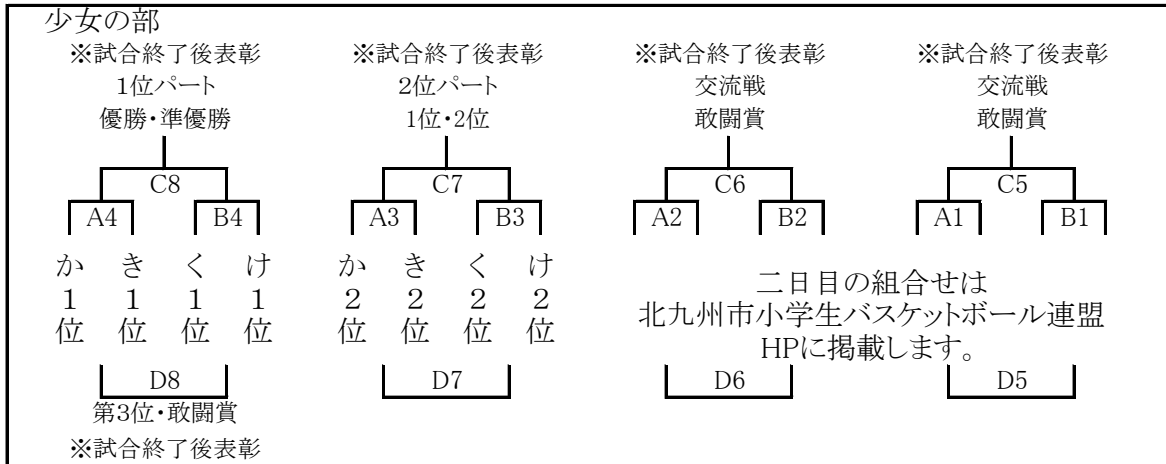 少女の部
※試合終了後表彰 ※試合終了後表彰 ※試合終了後表彰 ※試合終了後表彰
1位パート 2位パート 交流戦 交流戦
優勝・準優勝 1位・2位 敢闘賞 敢闘賞
C8 C7 C6 C5
A4 B4 A3 B3 A2 B2 A1 B1
か1位 き1位 く1位 け1位 か2位 き2位 く2位 け2位
二日目の組合せは
北九州市小学生バスケットボール連盟
HPに掲載します。
D8 D7 D6 D5
第3位・敢闘賞
※試合終了後表彰